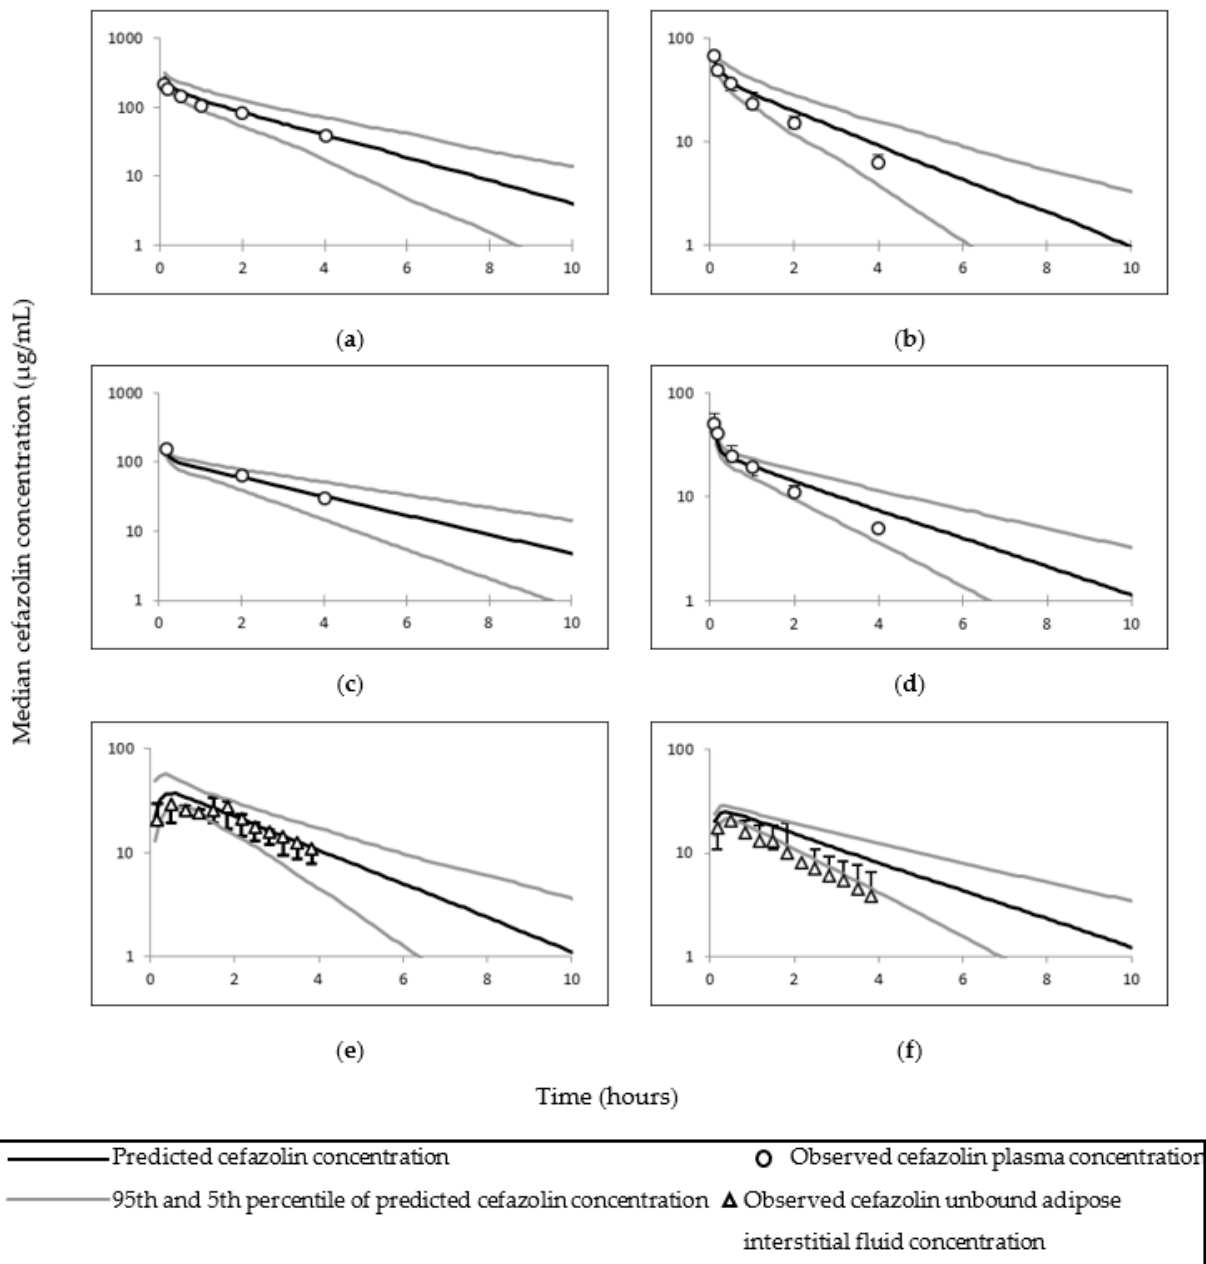 Median cefazolin concentration (µg/mL)
1000
100
10
1
0 2 4 6 8 10
(a)
100
10
1
0 2 4 6 8 10
(b)
1000
100
10
1
0 2 4 6 8 10
(c)
100
10
1
0 2 4 6 8 10
(d)
100
10
1
0 2 4 6 8 10
(e)
100
10
1
0 2 4 6 8 10
(f)
Time (hours)
Predicted cefazolin concentration
Observed cefazolin plasma concentration
95th and 5th percentile of predicted cefazolin concentration
Observed cefazolin unbound adipose
interstitial fluid concentration